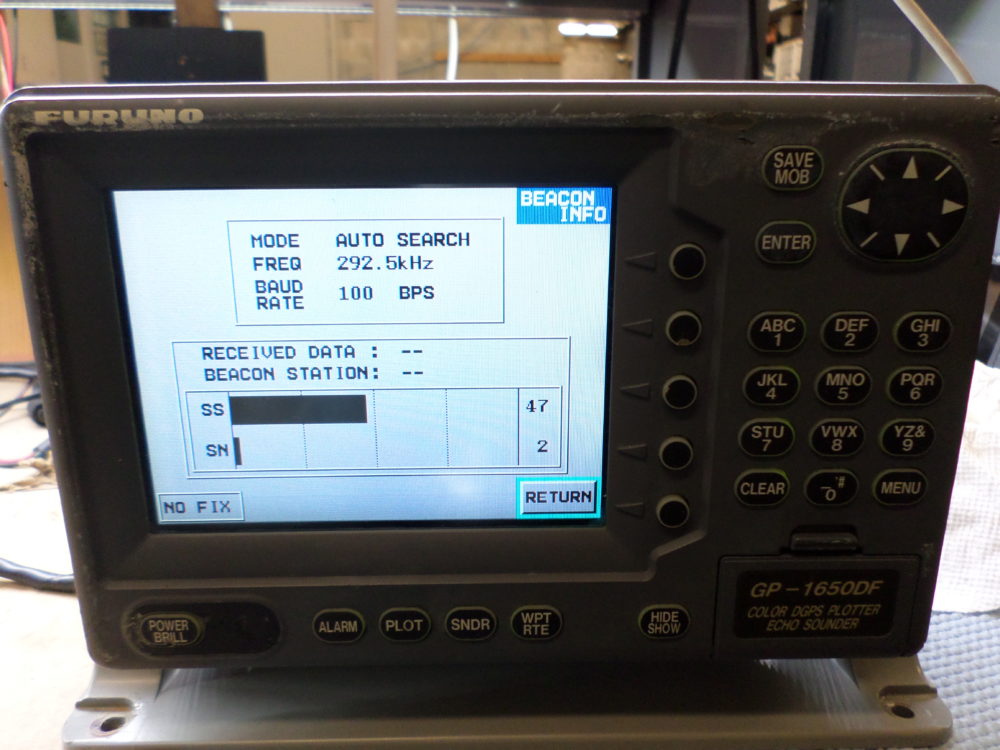 FURUNO
BEACON
INFO
MODE AUTO SEARCH
FREQ 292.5kHz
BAUD
RATE 100 BPS
RECEIVED DATA : --
BEACON STATION: --
SS 47
SN 2
NO FIX
RETURN
SAVE
MOB
ENTER
ABC
1
DEF
2
GHI
3
JKL
4
MNO
5
PQR
6
STU
7
VWX
8
YZ&
9
CLEAR
_'#
0
MENU
GP-1650DF
COLOR DGPS PLOTTER
ECHO SOUNDER
POWER
BRILL
ALARM
PLOT
SNDR
WPT
RTE
HIDE
SHOW